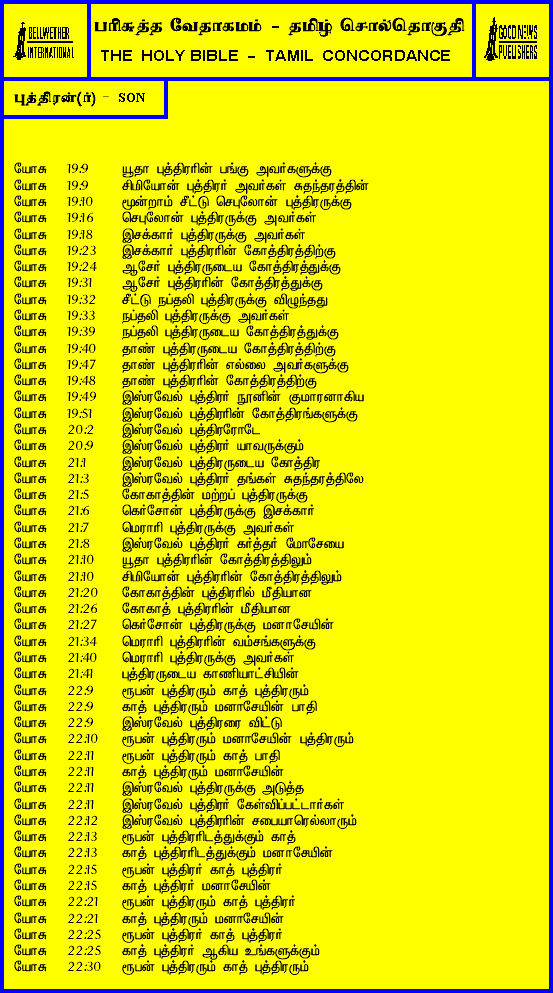 BELLWETHER
INTERNATIONAL
பரிசுத்த வேதாகமம் - தமிழ் சொல்தொகுதி
THE HOLY BIBLE - TAMIL CONCORDANCE
GOOD NEWS
PUBLISHERS
புத்திரன்(ர்) - SON
யோசு 19:9 யூதா புத்திரரின் பங்கு அவர்களுக்கு
யோசு 19:9 சிமியோன் புத்திரர் அவர்கள் சுதந்தரத்தின்
யோசு 19:10 மூன்றாம் சீட்டு செபுலோன் புத்திரருக்கு
யோசு 19:16 செபுலோன் புத்திரருக்கு அவர்கள்
யோசு 19:18 இசக்கார் புத்திரருக்கு அவர்கள்
யோசு 19:23 இசக்கார் புத்திரரின் கோத்திரத்திற்கு
யோசு 19:24 ஆசேர் புத்திரருடைய கோத்திரத்துக்கு
யோசு 19:31 ஆசேர் புத்திரரின் கோத்திரத்துக்கு
யோசு 19:32 சீட்டு நப்தலி புத்திரருக்கு விழுந்தது
யோசு 19:33 நப்தலி புத்திரருக்கு அவர்கள்
யோசு 19:39 நப்தலி புத்திரருடைய கோத்திரத்துக்கு
யோசு 19:40 தாண் புத்திரருடைய கோத்திரத்திற்கு
யோசு 19:47 தாண் புத்திரரின் எல்லை அவர்களுக்கு
யோசு 19:48 தாண் புத்திரரின் கோத்திரத்திற்கு
யோசு 19:49 இஸ்ரவேல் புத்திரர் நூனின் குமாரனாகிய
யோசு 19:51 இஸ்ரவேல் புத்திரரின் கோத்திரங்களுக்கு
யோசு 20:2 இஸ்ரவேல் புத்திரரோடே
யோசு 20:9 இஸ்ரவேல் புத்திரர் யாவருக்கும்
யோசு 21:1 இஸ்ரவேல் புத்திரருடைய கோத்திர
யோசு 21:3 இஸ்ரவேல் புத்திரர் தங்கள் சுதந்தரத்திலே
யோசு 21:5 கோகாத்தின் மற்றப் புத்திரருக்கு
யோசு 21:6 கெர்சோன் புத்திரருக்கு இசக்கார்
யோசு 21:7 மெராரி புத்திரருக்கு அவர்கள்
யோசு 21:8 இஸ்ரவேல் புத்திரர் கர்த்தர் மோசேயை
யோசு 21:10 யூதா புத்திரரின் கோத்திரத்திலும்
யோசு 21:10 சிமியோன் புத்திரரின் கோத்திரத்திலும்
யோசு 21:20 கோகாத்தின் புத்திரரில் மீதியான
யோசு 21:26 கோகாத் புத்திரரின் மீதியான
யோசு 21:27 கெர்சோன் புத்திரருக்கு மனாசேயின்
யோசு 21:34 மெராரி புத்திரரின் வம்சங்களுக்கு
யோசு 21:40 மெராரி புத்திரருக்கு அவர்கள்
யோசு 21:41 புத்திரருடைய காணியாட்சியின்
யோசு 22:9 ரூபன் புத்திரரும் காத் புத்திரரும்
யோசு 22:9 காத் புத்திரரும் மனாசேயின் பாதி
யோசு 22:9 இஸ்ரவேல் புத்திரரை விட்டு
யோசு 22:10 ரூபன் புத்திரரும் மனாசேயின் புத்திரரும்
யோசு 22:11 ரூபன் புத்திரரும் காத் பாதி
யோசு 22:11 காத் புத்திரரும் மனாசேயின்
யோசு 22:11 இஸ்ரவேல் புத்திரருக்கு அடுத்த
யோசு 22:11 இஸ்ரவேல் புத்திரர் கேள்விப்பட்டார்கள்
யோசு 22:12 இஸ்ரவேல் புத்திரரின் சபையாரெல்லாரும்
யோசு 22:13 ரூபன் புத்திரரிடத்துக்கும் காத்
யோசு 22:13 காத் புத்திரரிடத்துக்கும் மனாசேயின்
யோசு 22:15 ரூபன் புத்திரர் காத் புத்திரர்
யோசு 22:15 காத் புத்திரர் மனாசேயின்
யோசு 22:21 ரூபன் புத்திரரும் காத் புத்திரர்
யோசு 22:21 காத் புத்திரரும் மனாசேயின்
யோசு 22:25 ரூபன் புத்திரர் காத் புத்திரர்
யோசு 22:25 காத் புத்திரர் ஆகிய உங்களுக்கும்
யோசு 22:30 ரூபன் புத்திரரும் காத் புத்திரரும்